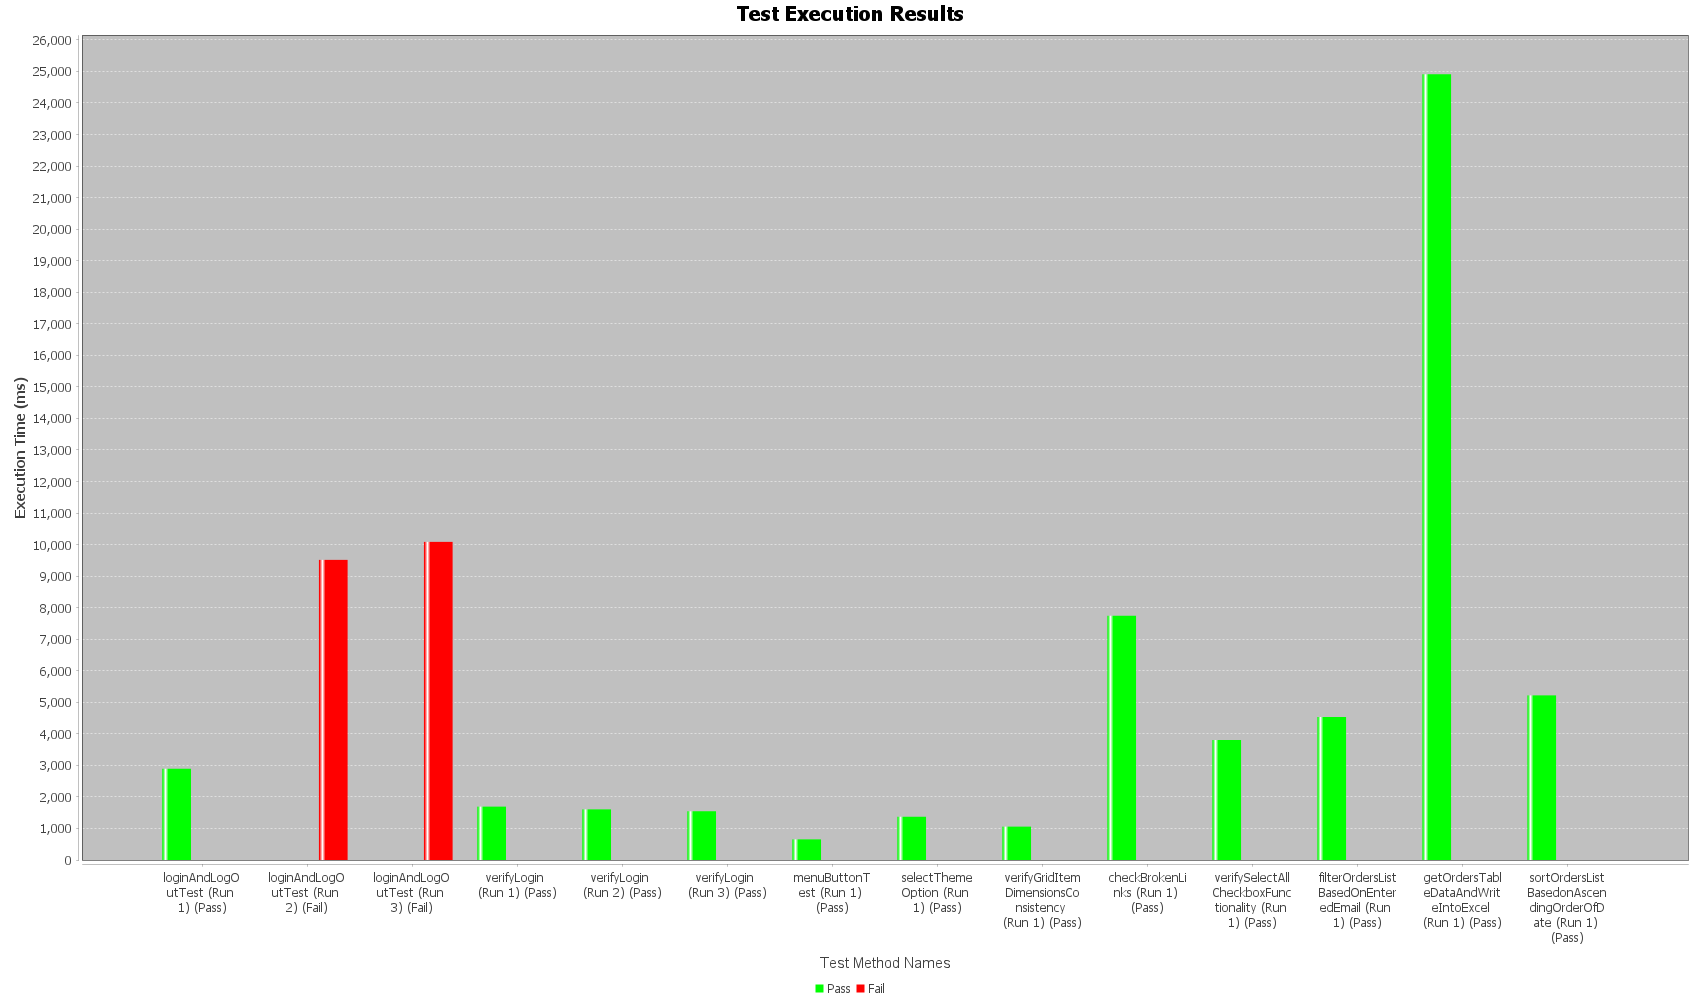 Test Execution Results
26,000
25,000
24,000
23,000
22,000
21,000
20,000
19,000
18,000
17,000
16,000
15,000
14,000
13,000
12,000
11,000
10,000
9,000
8,000
7,000
6,000
5,000
4,000
3,000
2,000
1,000
0
Execution Time (ms)
loginAndLogO
utTest (Run
1) (Pass)
loginAndLogO
utTest (Run
2) (Fail)
loginAndLogO
utTest (Run
3) (Fail)
verifyLogin
(Run 1) (Pass)
verifyLogin
(Run 2) (Pass)
verifyLogin
(Run 3) (Pass)
menuButtonT
est (Run 1)
(Pass)
selectTheme
Option (Run
1) (Pass)
verifyGridItem
DimensionsCo
nsistency
(Run 1) (Pass)
checkBrokenLi
nks (Run 1)
(Pass)
verifySelectAll
CheckboxFunc
tionality (Run
1) (Pass)
filterOrdersList
BasedOnEnter
edEmail (Run
1) (Pass)
getOrdersTabl
eDataAndWrit
eIntoExcel
(Run 1) (Pass)
sortOrdersList
BasedonAscen
dingOrderOfD
ate (Run 1)
(Pass)
Test Method Names
Pass Fail